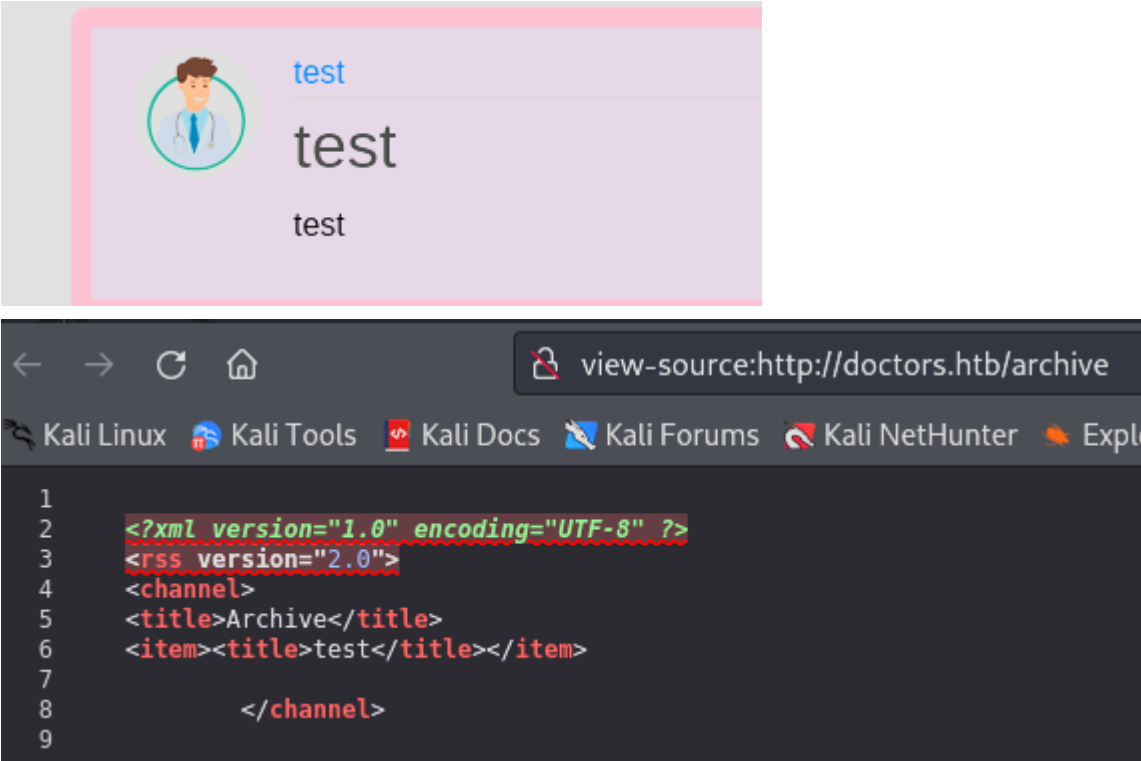 test
test
test
view-source:http://doctors.htb/archive
Kali Linux Kali Tools Kali Docs Kali Forums Kali NetHunter
1
2 <?xml version="1.0" encoding="UTF-8" ?>
3 <rss version="2.0">
4 <channel>
5 <title>Archive</title>
6 <item><title>test</title></item>
7
8 </channel>
9